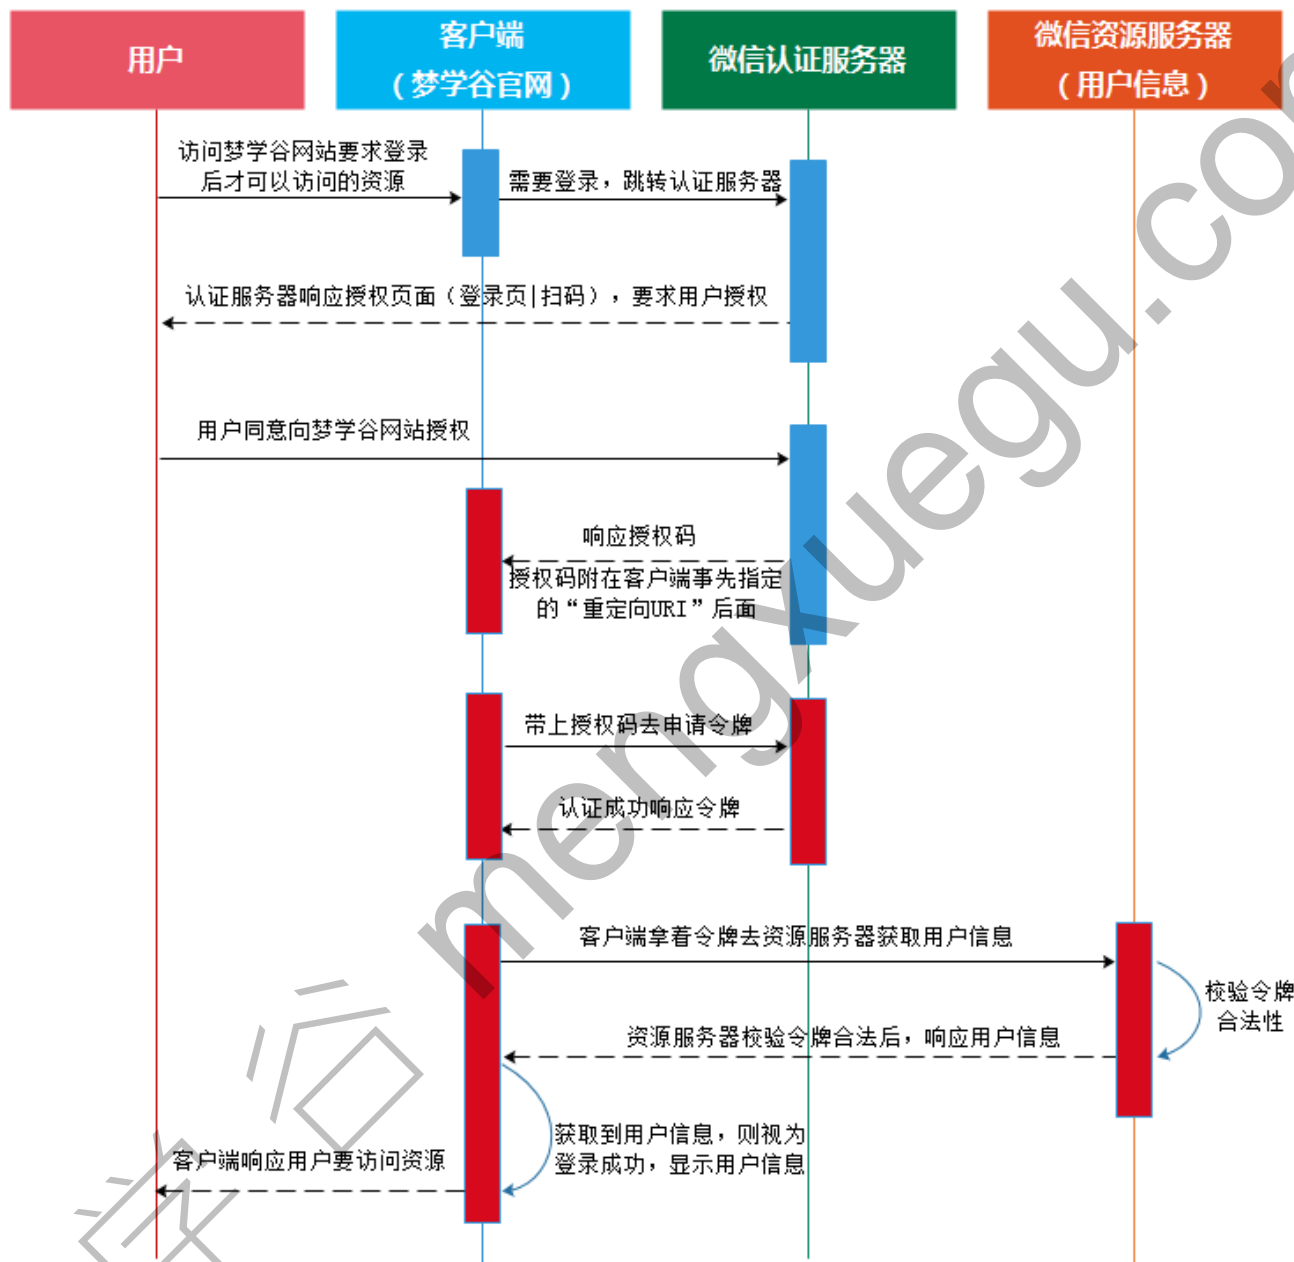 用户
客户端
（梦学谷官网）
微信认证服务器
微信资源服务器
（用户信息）
访问梦学谷网站要求登录
后才可以访问的资源
需要登录，跳转认证服务器
认证服务器响应授权页面（登录页|扫码），要求用户授权
用户同意向梦学谷网站授权
响应授权码
授权码附在客户端事先指定
的“重定向URI”后面
带上授权码去申请令牌
认证成功响应令牌
客户端拿着令牌去资源服务器获取用户信息
校验令牌
合法性
资源服务器校验令牌合法后，响应用户信息
获取到用户信息，则视为
登录成功，显示用户信息
客户端响应用户要访问资源
学谷 mengxuegu.com